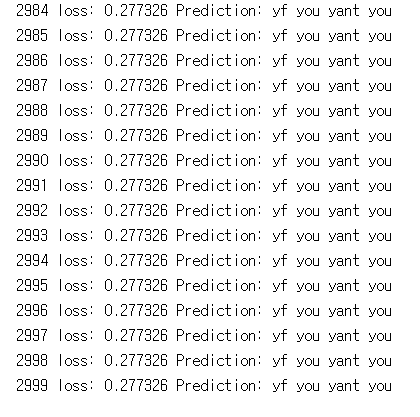 2984 loss: 0.277326 Prediction: yf you yant you
2985 loss: 0.277326 Prediction: yf you yant you
2986 loss: 0.277326 Prediction: yf you yant you
2987 loss: 0.277326 Prediction: yf you yant you
2988 loss: 0.277326 Prediction: yf you yant you
2989 loss: 0.277326 Prediction: yf you yant you
2990 loss: 0.277326 Prediction: yf you yant you
2991 loss: 0.277326 Prediction: yf you yant you
2992 loss: 0.277326 Prediction: yf you yant you
2993 loss: 0.277326 Prediction: yf you yant you
2994 loss: 0.277326 Prediction: yf you yant you
2995 loss: 0.277326 Prediction: yf you yant you
2996 loss: 0.277326 Prediction: yf you yant you
2997 loss: 0.277326 Prediction: yf you yant you
2998 loss: 0.277326 Prediction: yf you yant you
2999 loss: 0.277326 Prediction: yf you yant you